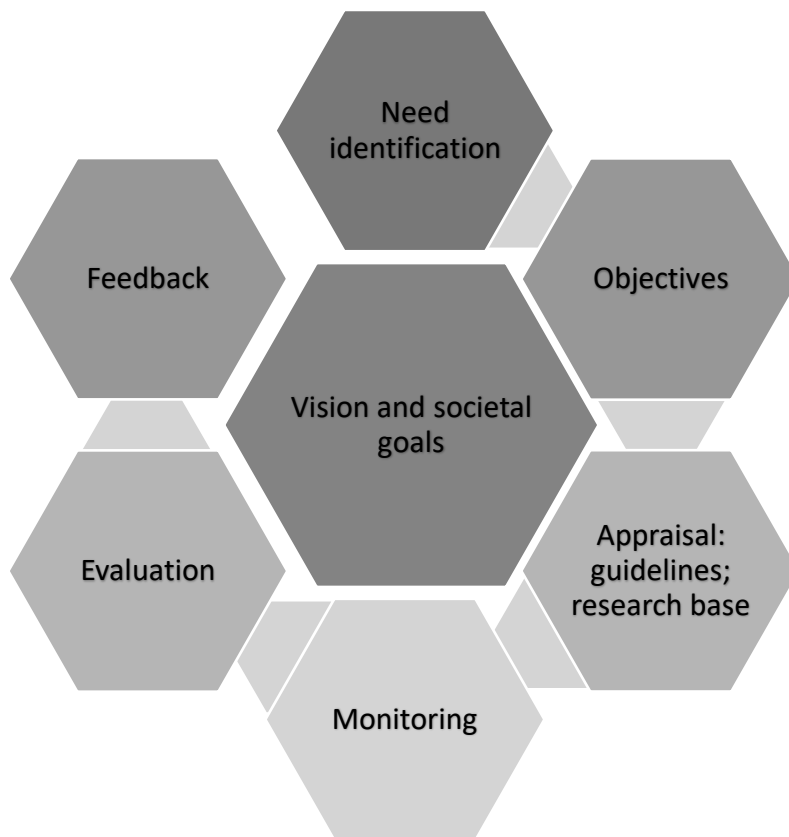 Need
identification
Objectives
Appraisal:
guidelines;
research base
Monitoring
Evaluation
Feedback
Vision and societal
goals